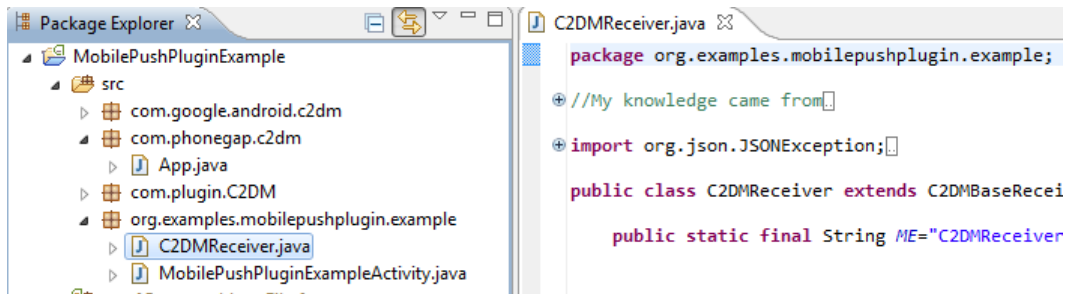 Package Explorer
MobilePushPluginExample
src
com.google.android.c2dm
com.phonegap.c2dm
App.java
com.plugin.C2DM
org.examples.mobilepushplugin.example
C2DMReceiver.java
MobilePushPluginExampleActivity.java
C2DMReceiver.java
package org.examples.mobilepushplugin.example;
//My knowledge came from
import org.json.JSONException;
public class C2DMReceiver extends C2DMBaseRecei
public static final String ME="C2DMReceiver